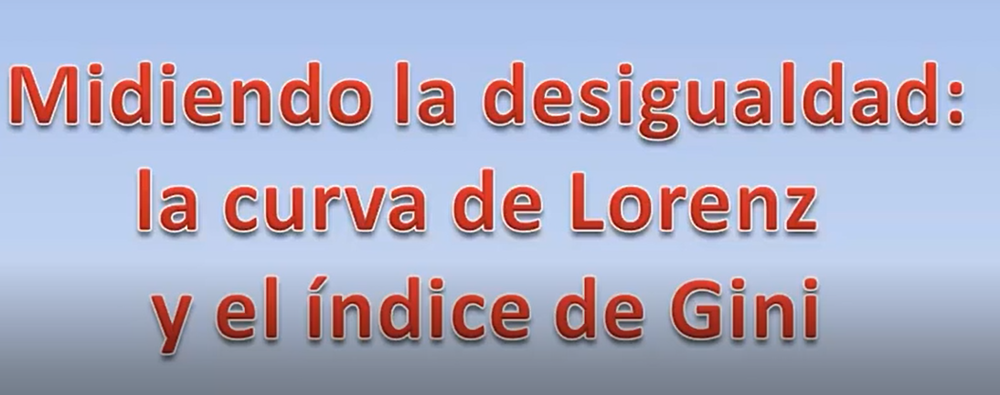 Midiendo la desigualdad:
la curva de Lorenz
y el índice de Gini